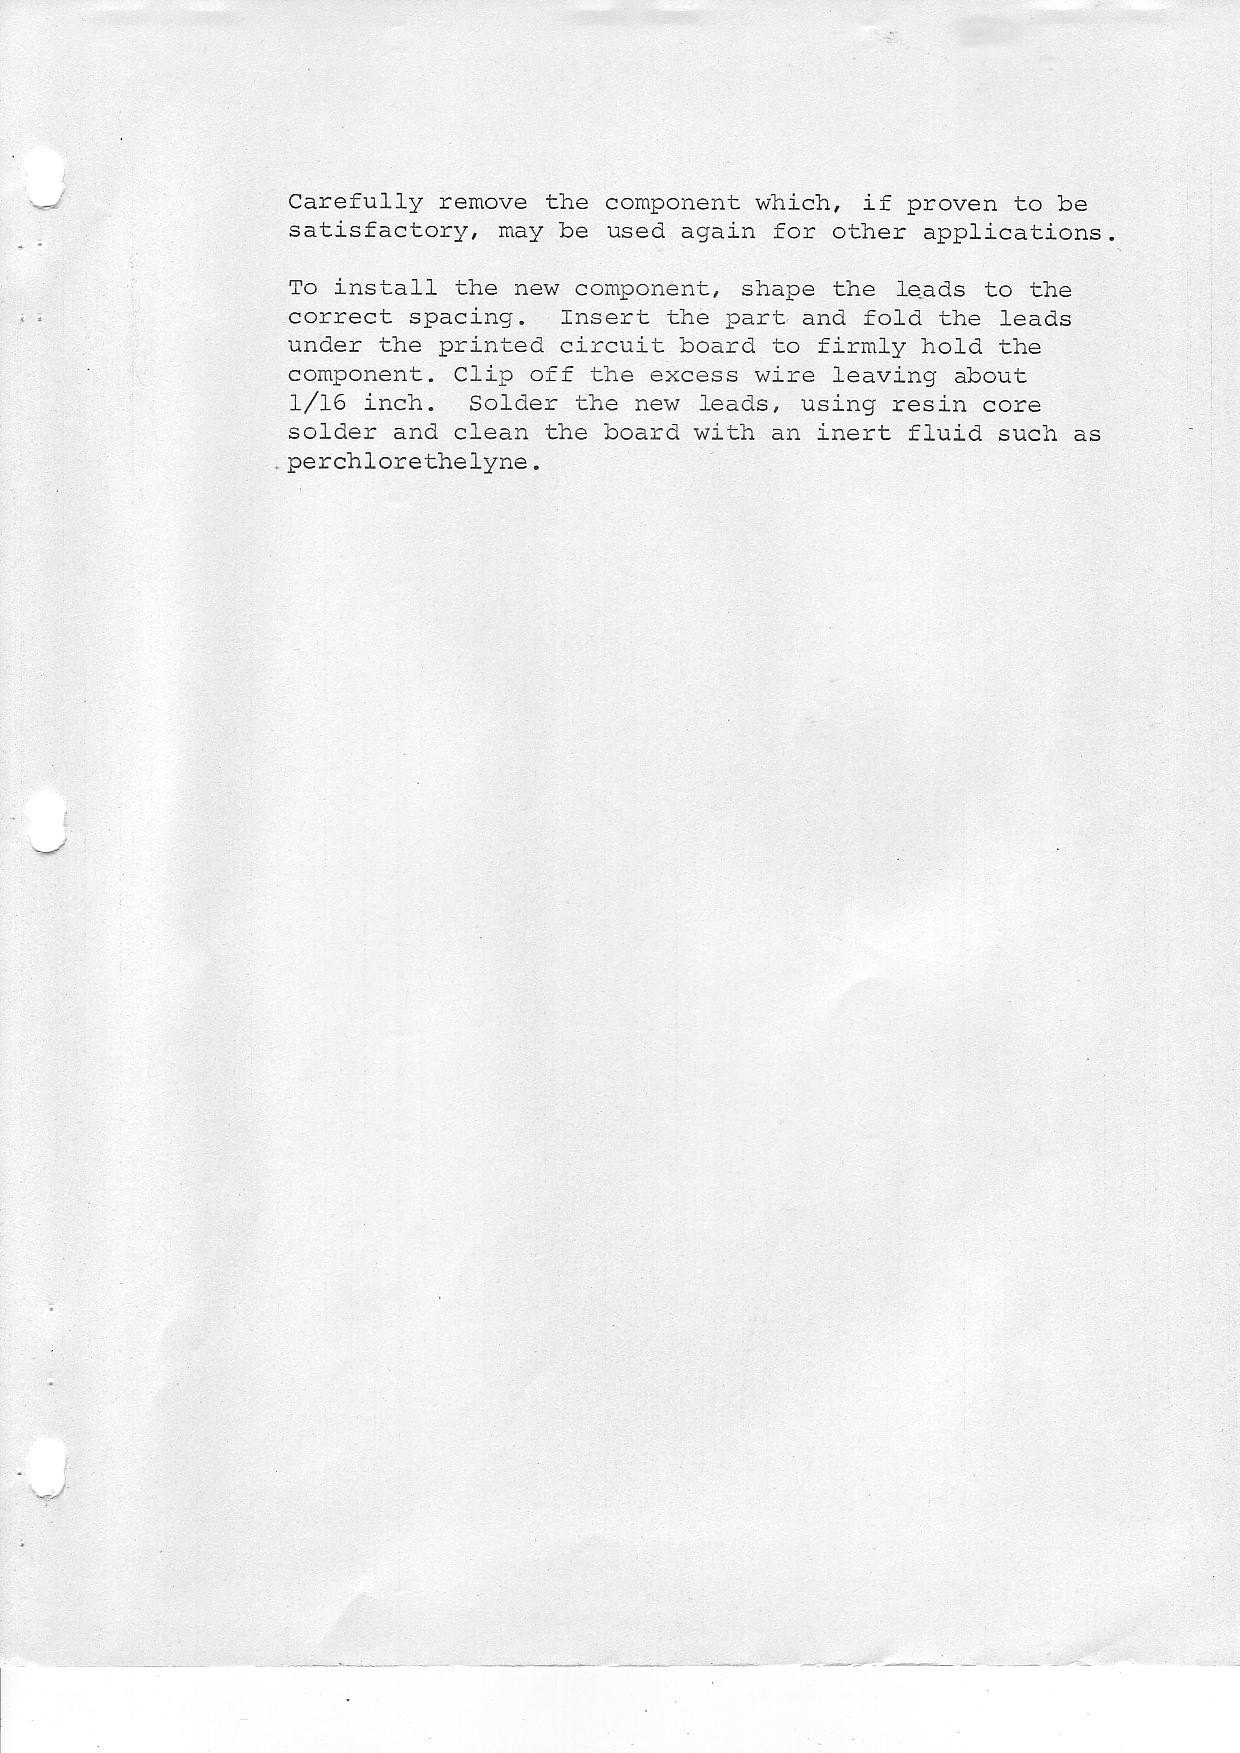 Carefully remove the component which, if proven to be
satisfactory, may be used again for other applications.
To install the new component, shape the leads to the
correct spacing.  Insert the part and fold the leads
under the printed circuit board to firmly hold the
component. Clip off the excess wire leaving about
1/16 inch.  Solder the new leads, using resin core
solder and clean the board with an inert fluid such as
perchlorethelyne.